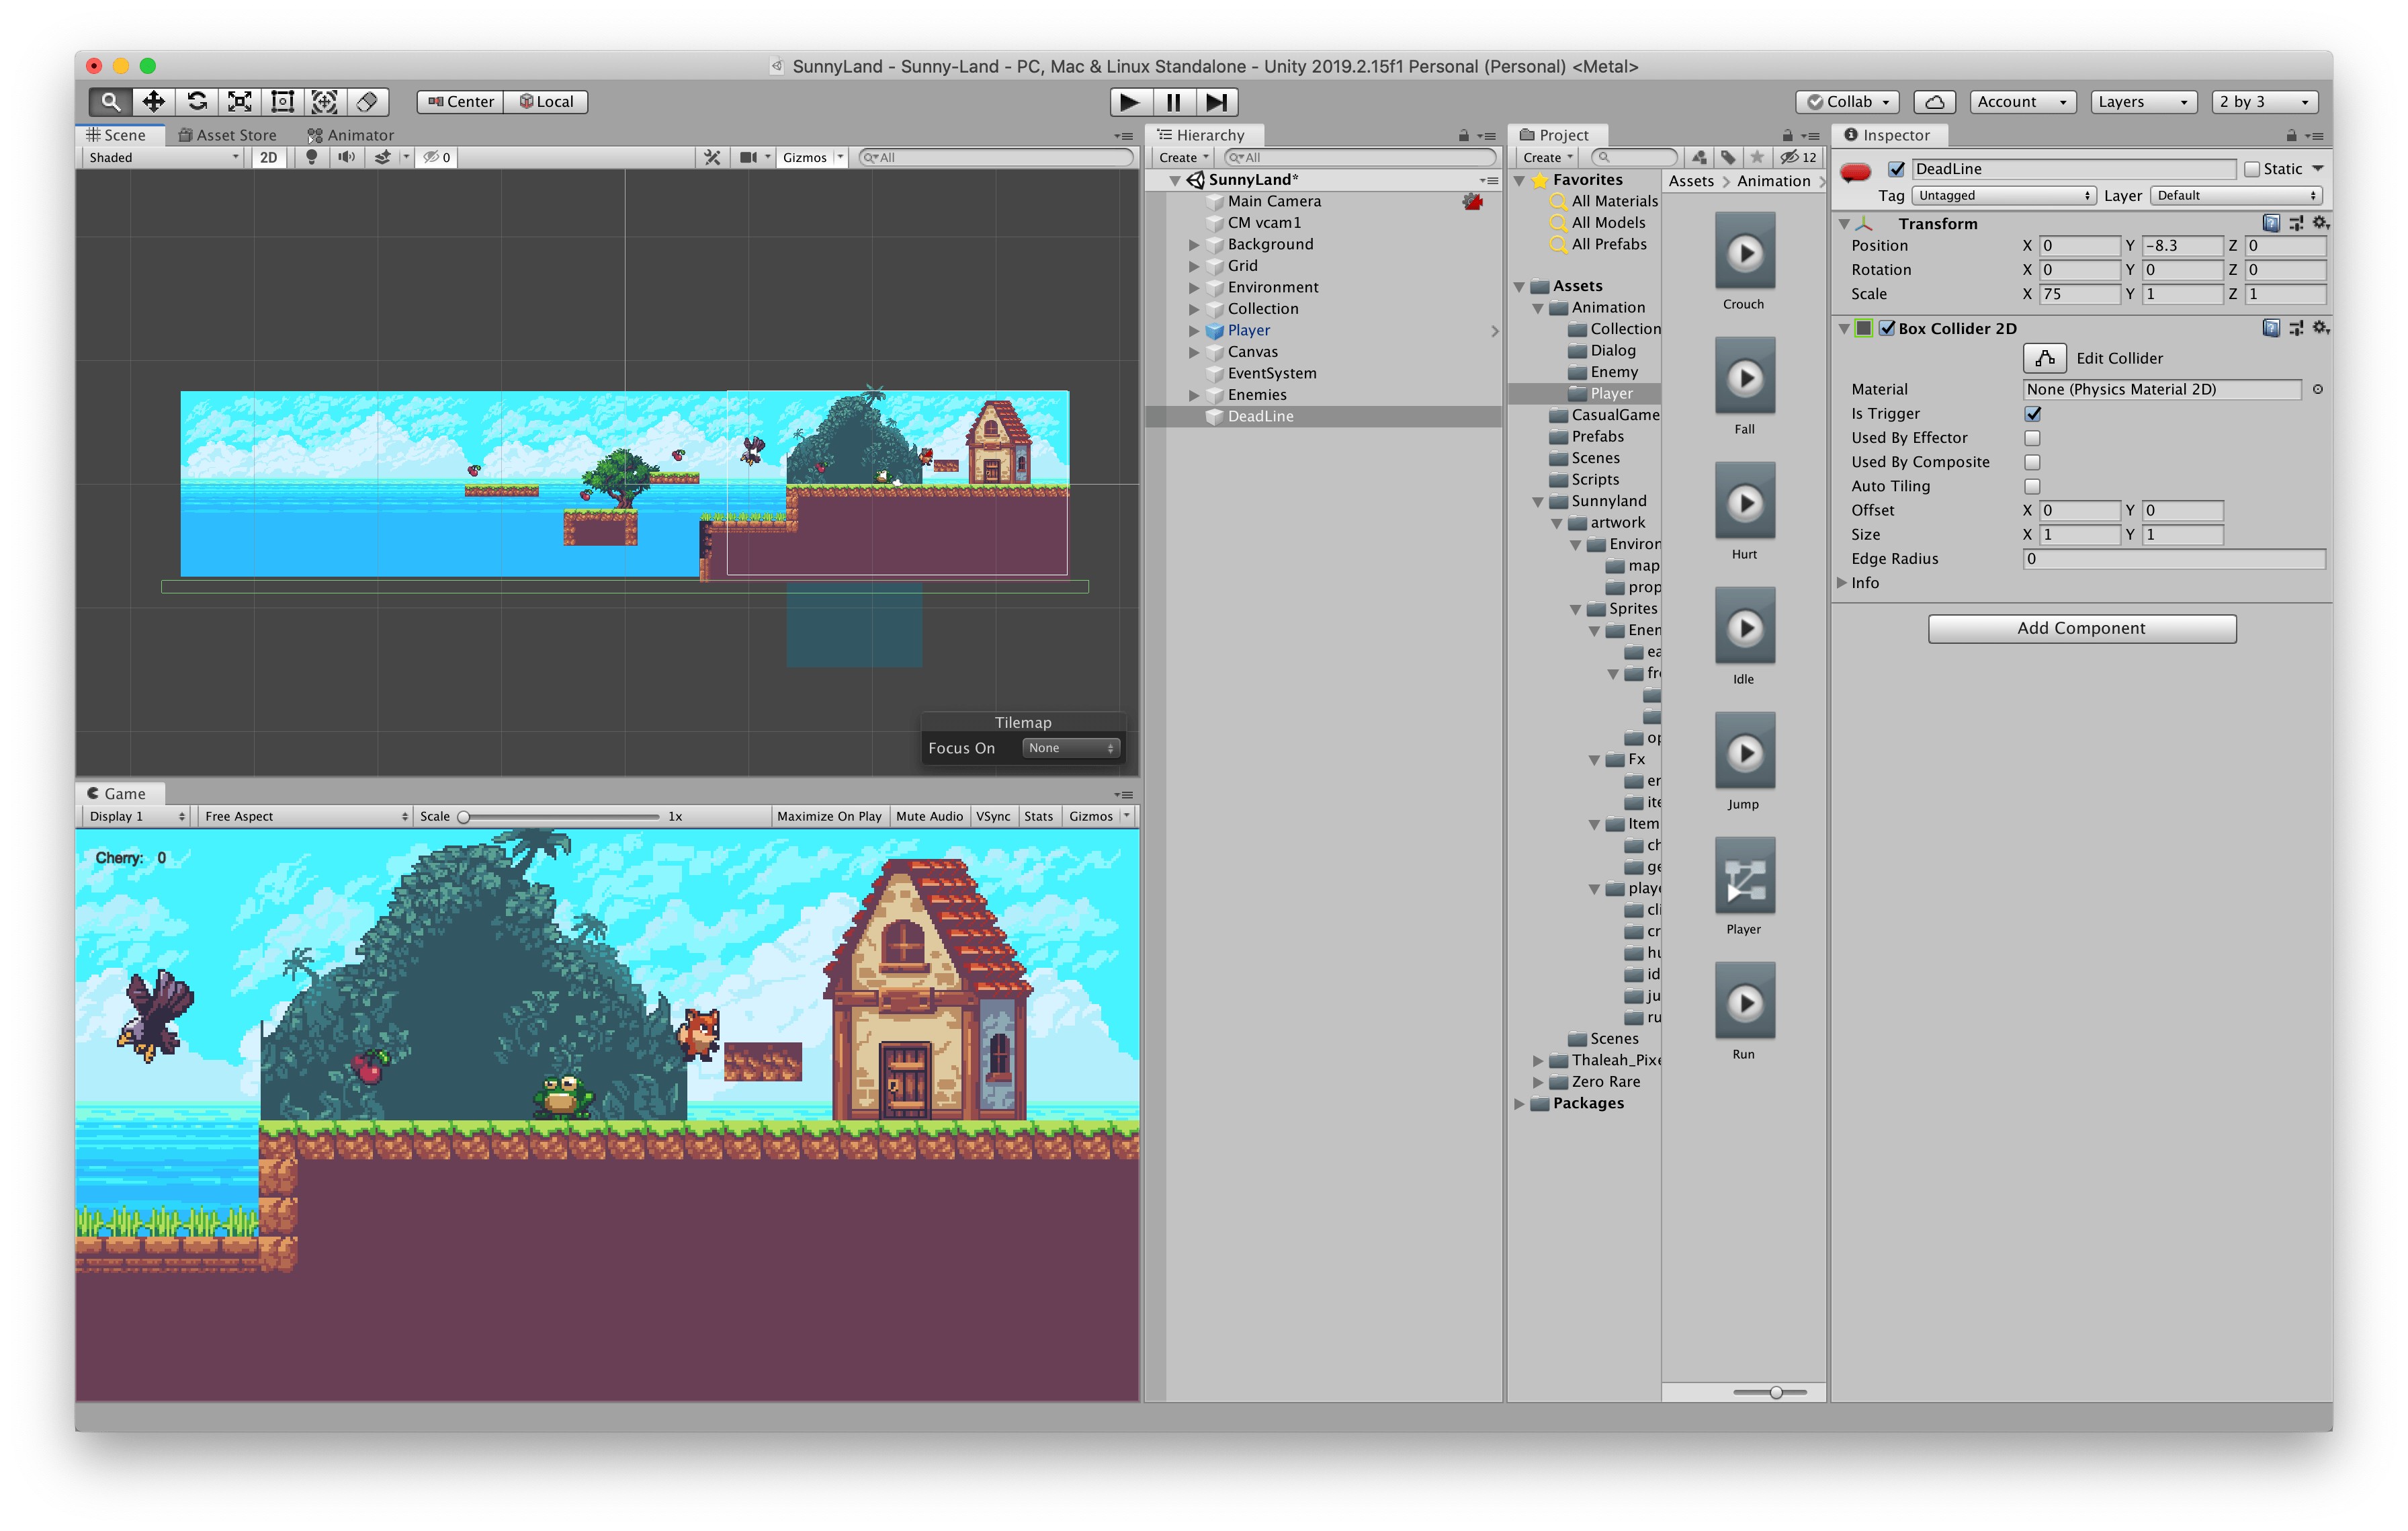 SunnyLand - Sunny-Land - PC, Mac & Linux Standalone - Unity 2019.2.15f1 Personal (Personal) <Metal>
Center Local
Collab Account Layers 2 by 3
Scene Asset Store Animator
Shaded 2D 0 Gizmos All
Tilemap
Focus On None
Game
Display 1 Free Aspect Scale 1x Maximize On Play Mute Audio VSync Stats Gizmos
Cherry: 0
Hierarchy
Create All
SunnyLand*
Main Camera
CM vcam1
Background
Grid
Environment
Collection
Player
Canvas
EventSystem
Enemies
DeadLine
Project
Create 12
Favorites
All Materials
All Models
All Prefabs
Assets
Animation
Collection
Dialog
Enemy
Player
CasualGame
Prefabs
Scenes
Scripts
Sunnyland
artwork
Environ
map
prop
Sprites
Enem
ea
fr
op
Fx
en
ite
Item
ch
ge
play
cli
cr
hu
id
ju
ru
Scenes
Thaleah_Pixe
Zero Rare
Packages
Assets Animation
Crouch
Fall
Hurt
Idle
Jump
Player
Run
Inspector
DeadLine Static
Tag Untagged Layer Default
Transform
Position X 0 Y -8.3 Z 0
Rotation X 0 Y 0 Z 0
Scale X 75 Y 1 Z 1
Box Collider 2D
Edit Collider
Material None (Physics Material 2D)
Is Trigger
Used By Effector
Used By Composite
Auto Tiling
Offset X 0 Y 0
Size X 1 Y 1
Edge Radius 0
Info
Add Component